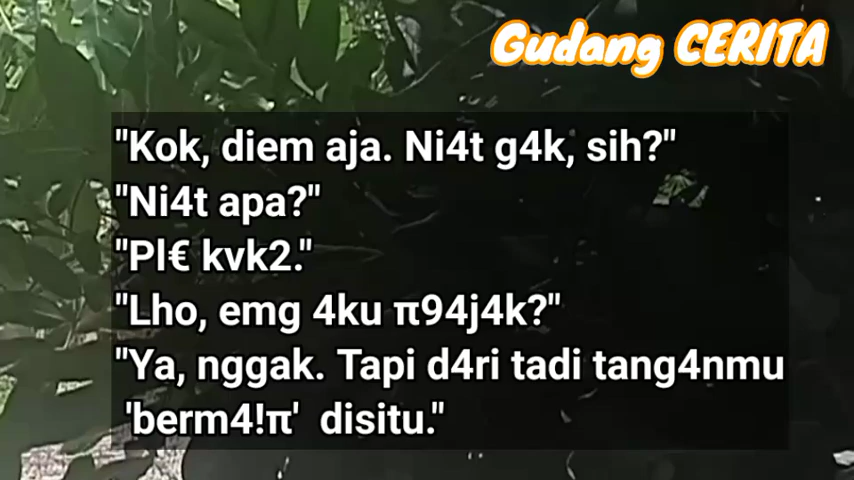 Gudang CERITA
"Kok, diem aja. Ni4t g4k, sih?"
"Ni4t apa?"
"Pl€ kvk2."
"Lho, emg 4ku π94j4k?"
"Ya, nggak. Tapi d4ri tadi tang4nmu
'berm4!π' disitu."